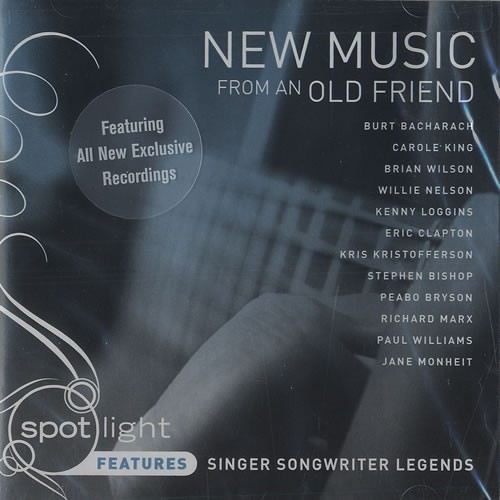 NEW MUSIC
FROM AN OLD FRIEND
Featuring
All New Exclusive
Recordings
BURT BACHARACH
CAROLE KING
BRIAN WILSON
WILLIE NELSON
KENNY LOGGINS
ERIC CLAPTON
KRIS KRISTOFFERSON
STEPHEN BISHOP
PEABO BRYSON
RICHARD MARX
PAUL WILLIAMS
JANE MONHEIT
spotlight
FEATURES SINGER SONGWRITER LEGENDS